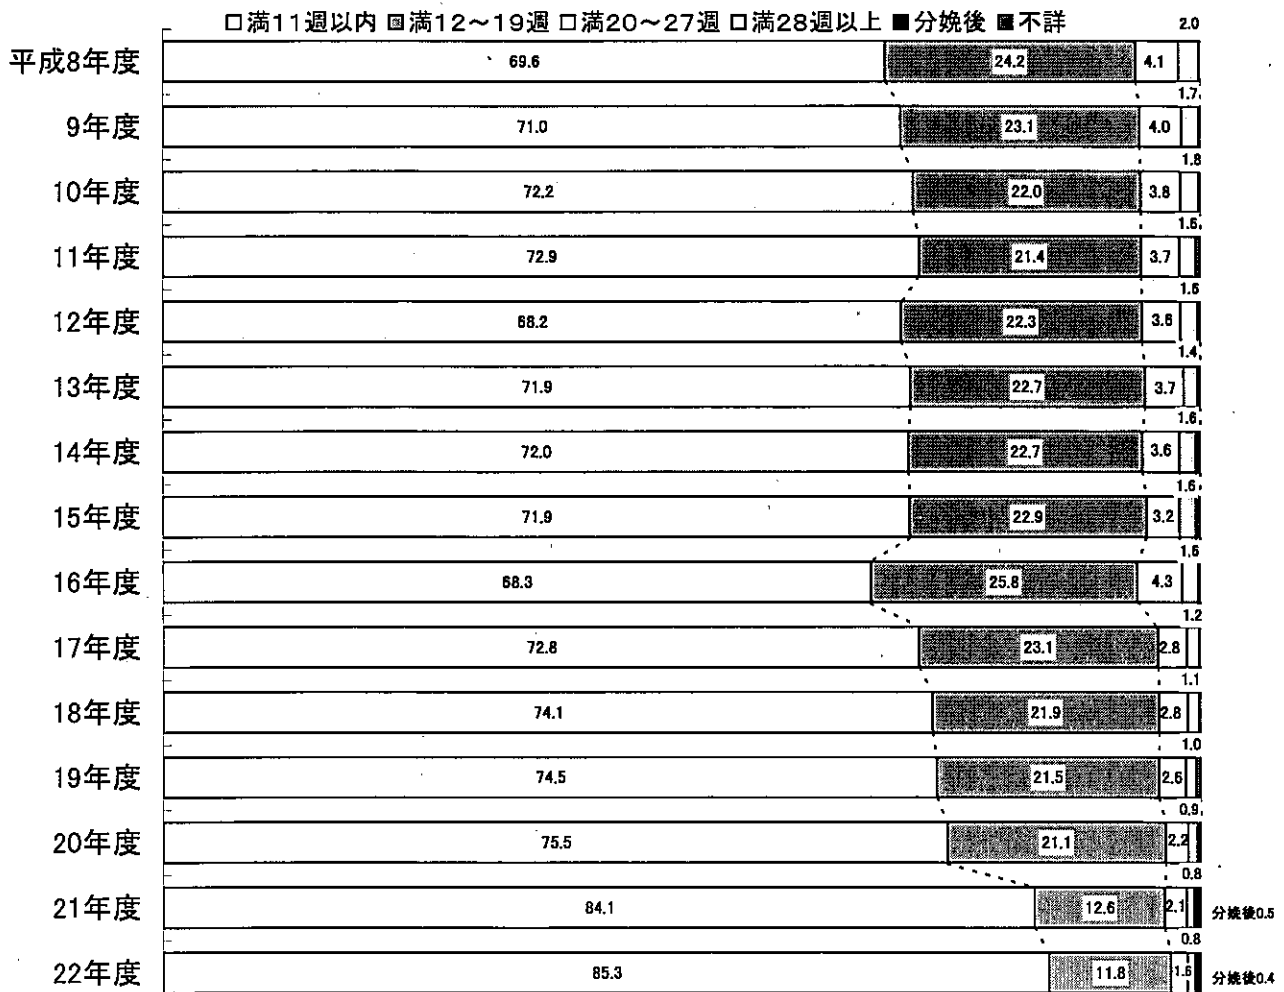 □満11週以内 ▩満12～19週 □満20～27週 □満28週以上 ■分娩後 ▩不詳
2.0
平成8年度 69.6 24.2 4.1
1.7
9年度 71.0 23.1 4.0
1.8
10年度 72.2 22.0 3.8
1.5
11年度 72.9 21.4 3.7
1.6
12年度 68.2 22.3 3.6
1.4
13年度 71.9 22.7 3.7
1.6
14年度 72.0 22.7 3.6
1.6
15年度 71.9 22.9 3.2
1.5
16年度 68.3 25.8 4.3
1.2
17年度 72.8 23.1 2.8
1.1
18年度 74.1 21.9 2.8
1.0
19年度 74.5 21.5 2.6
0.9
20年度 75.5 21.1 2.2
0.8
21年度 84.1 12.6 2.1 分娩後0.5
0.8
22年度 85.3 11.8 1.6 分娩後0.4